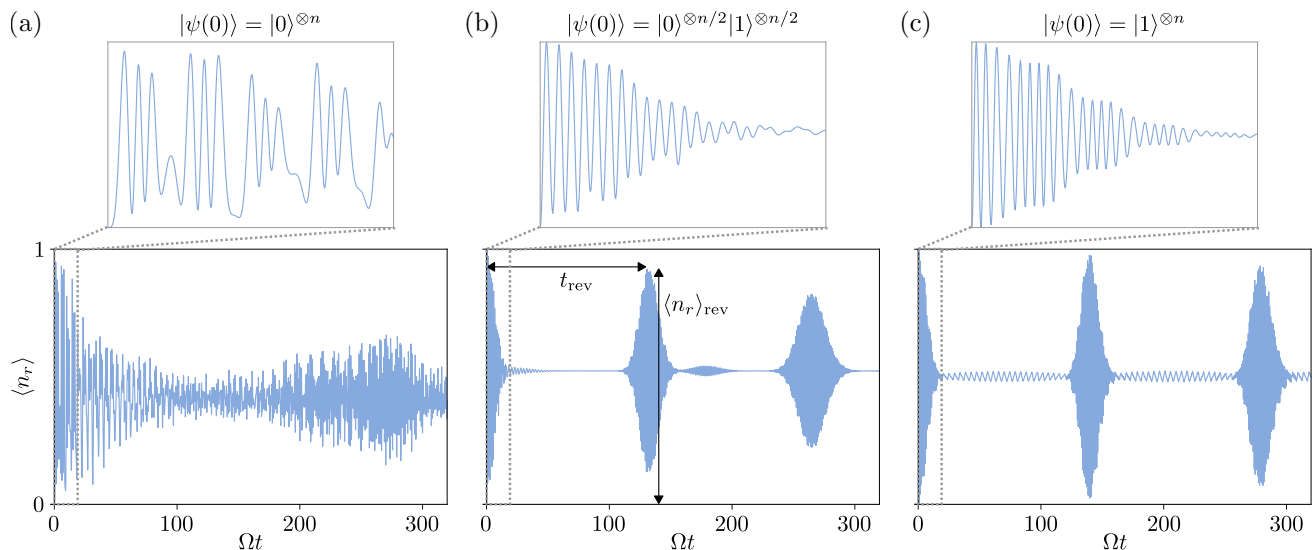 (a) |ψ(0)⟩ = |0⟩^{⊗n}
(b) |ψ(0)⟩ = |0⟩^{⊗n/2}|1⟩^{⊗n/2}
(c) |ψ(0)⟩ = |1⟩^{⊗n}
1
⟨n_r⟩
0
t_rev
⟨n_r⟩_rev
0 100 200 300
0 100 200 300
0 100 200 300
Ωt
Ωt
Ωt